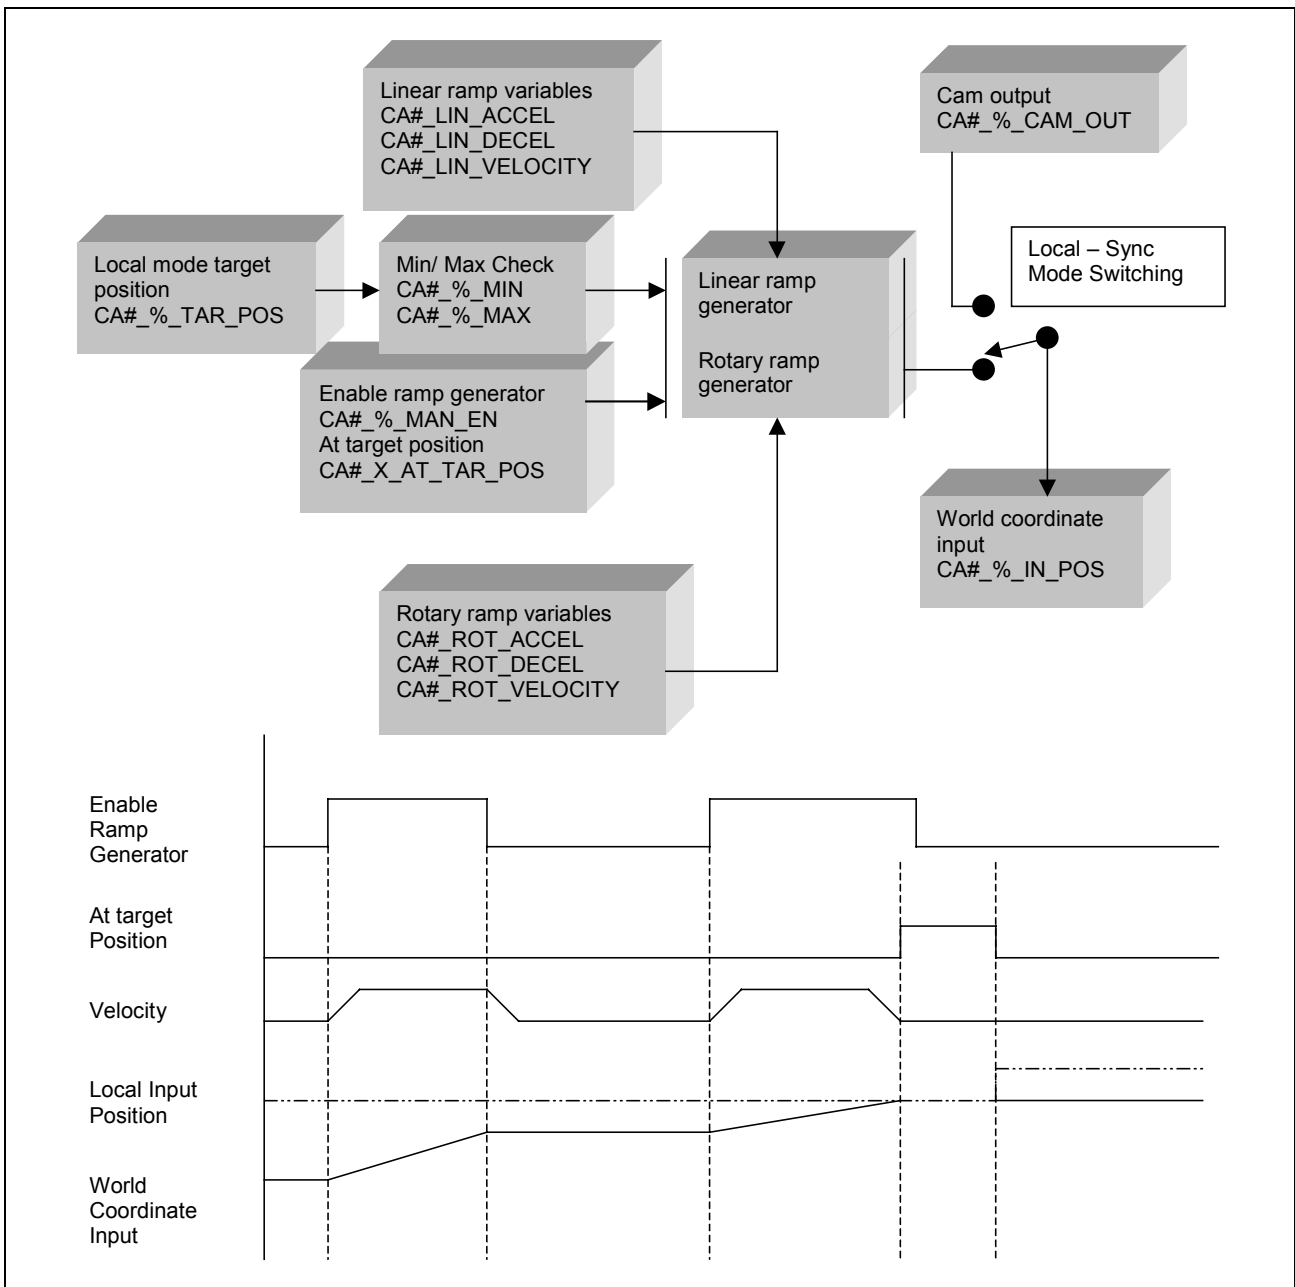 Linear ramp variables
CA#_LIN_ACCEL
CA#_LIN_DECEL
CA#_LIN_VELOCITY
Cam output
CA#_%_CAM_OUT
Local mode target
position
CA#_%_TAR_POS
Min/ Max Check
CA#_%_MIN
CA#_%_MAX
Linear ramp
generator
Rotary ramp
generator
Local – Sync
Mode Switching
Enable ramp generator
CA#_%_MAN_EN
At target position
CA#_X_AT_TAR_POS
World coordinate
input
CA#_%_IN_POS
Rotary ramp variables
CA#_ROT_ACCEL
CA#_ROT_DECEL
CA#_ROT_VELOCITY
Enable
Ramp
Generator
At target
Position
Velocity
Local Input
Position
World
Coordinate
Input